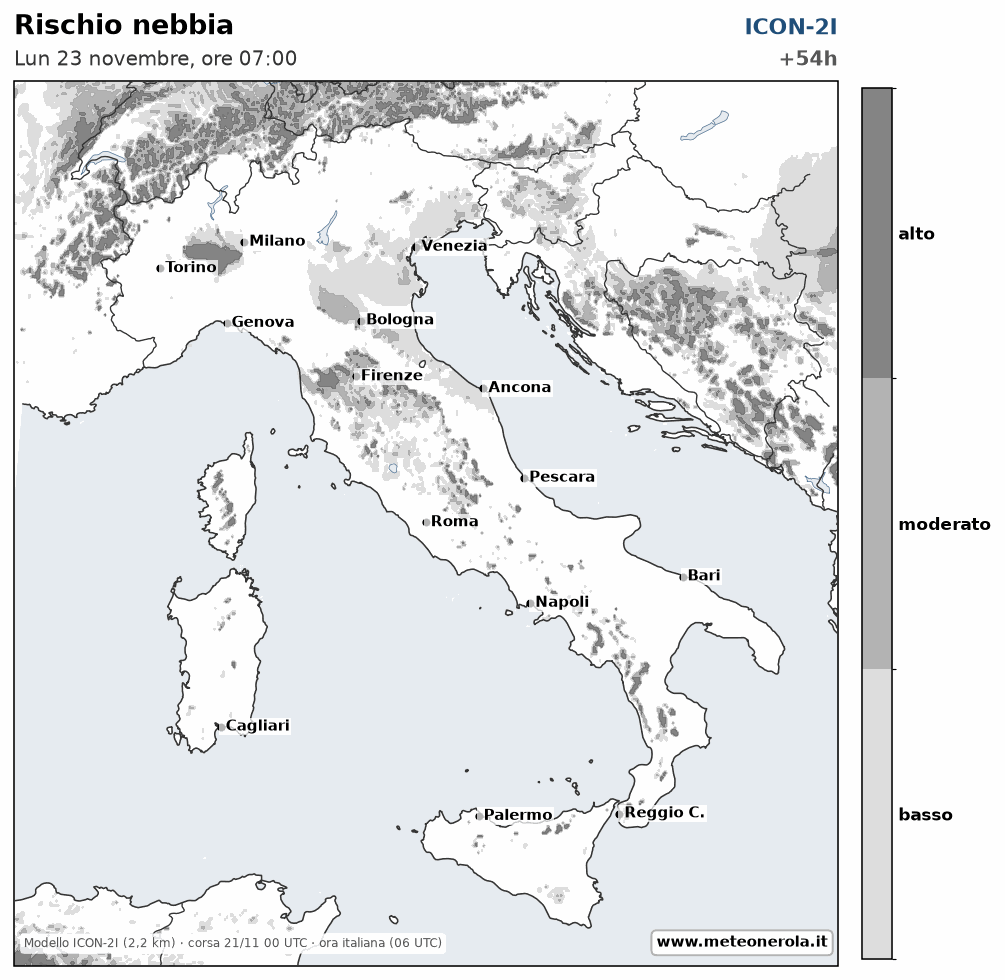 Rischio nebbia
ICON-2I
Lun 23 novembre, ore 07:00
+54h
alto
moderato
basso
Milano
Venezia
Torino
Genova
Bologna
Firenze
Ancona
Pescara
Roma
Bari
Napoli
Cagliari
Palermo
Reggio C.
Modello ICON-2I (2,2 km) · corsa 21/11 00 UTC · ora italiana (06 UTC)
www.meteonerola.it